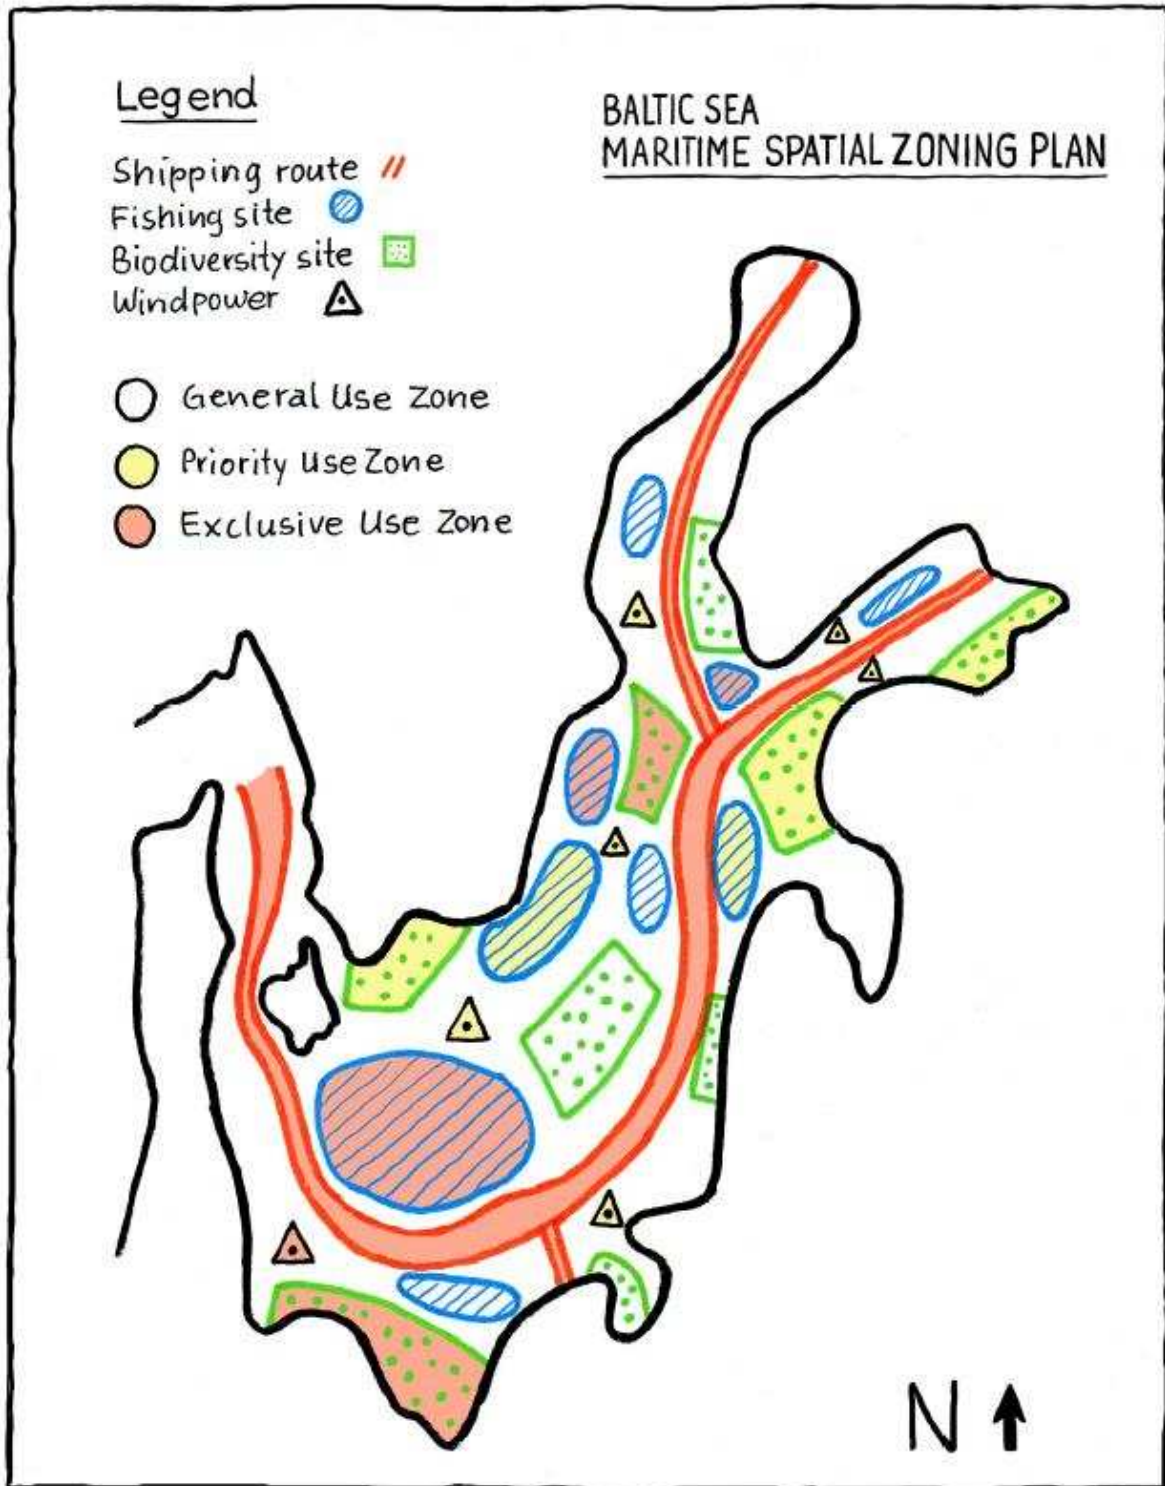 Legend
Shipping route
Fishing site
Biodiversity site
Windpower
General Use Zone
Priority Use Zone
Exclusive Use Zone
BALTIC SEA
MARITIME SPATIAL ZONING PLAN
N